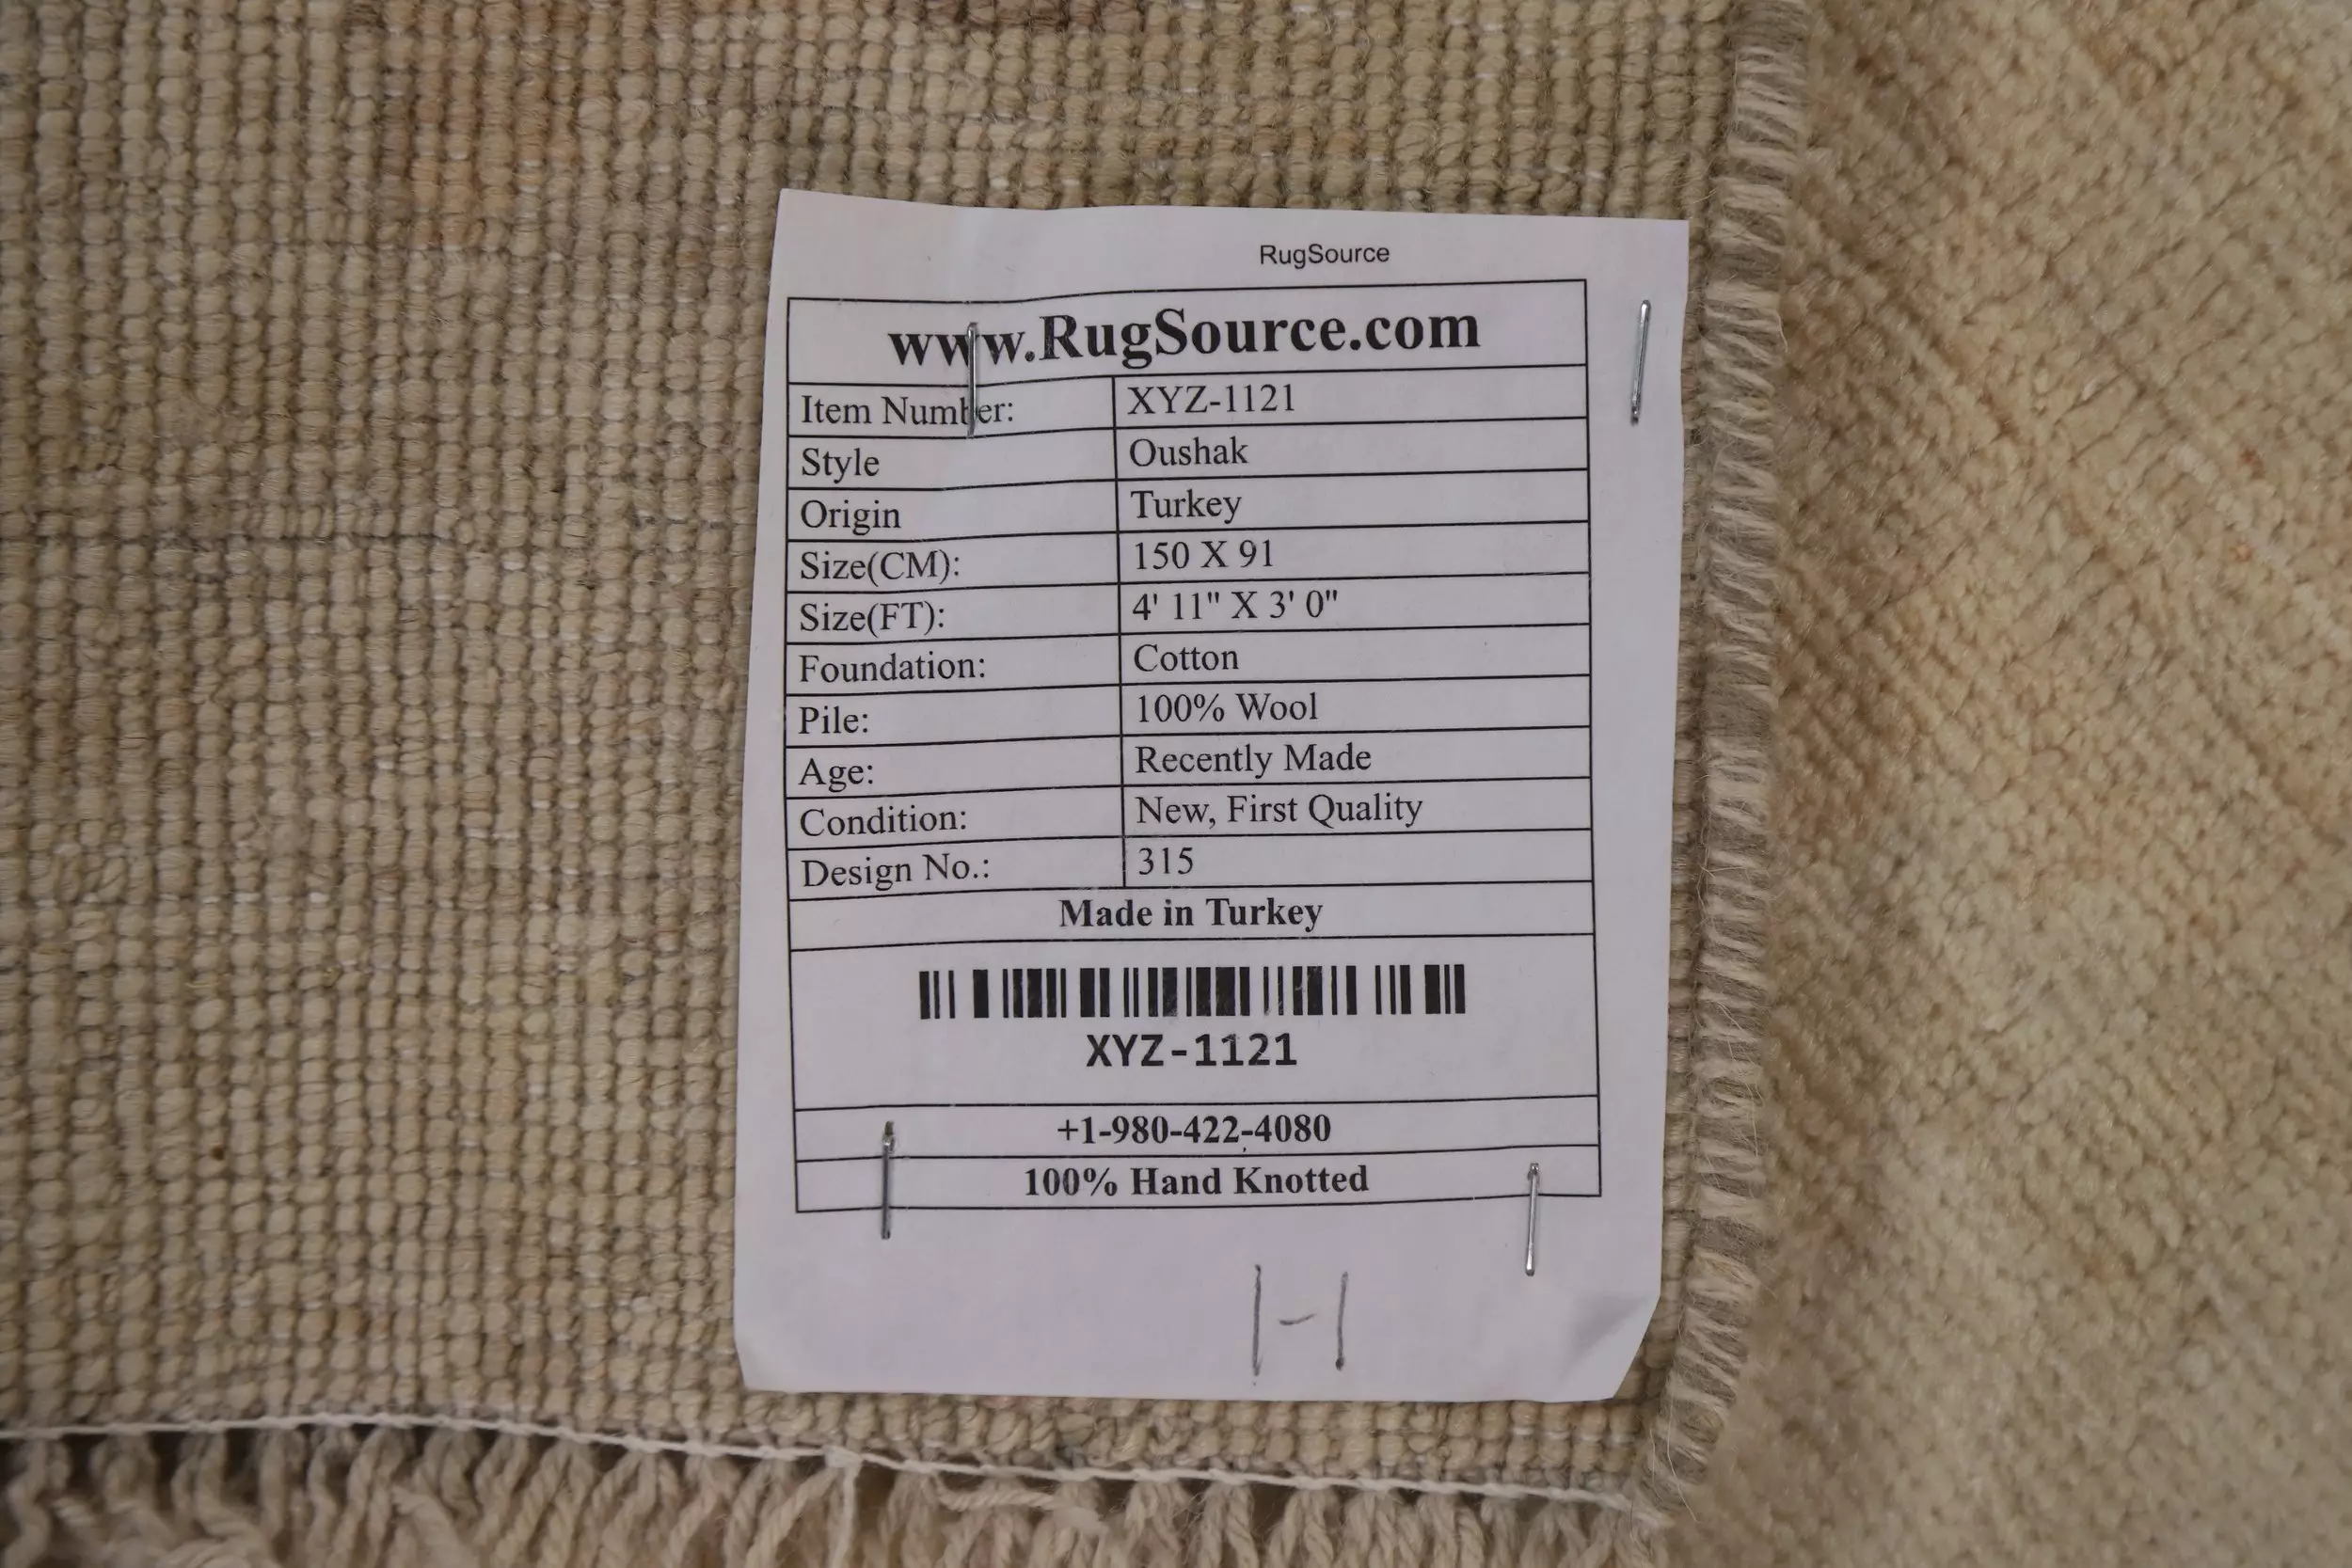 RugSource
www.RugSource.com
Item Number: XYZ-1121
Style Oushak
Origin Turkey
Size(CM): 150 X 91
Size(FT): 4' 11" X 3' 0"
Foundation: Cotton
Pile: 100% Wool
Age: Recently Made
Condition: New, First Quality
Design No.: 315
Made in Turkey
XYZ-1121
+1-980-422-4080
100% Hand Knotted
1-1